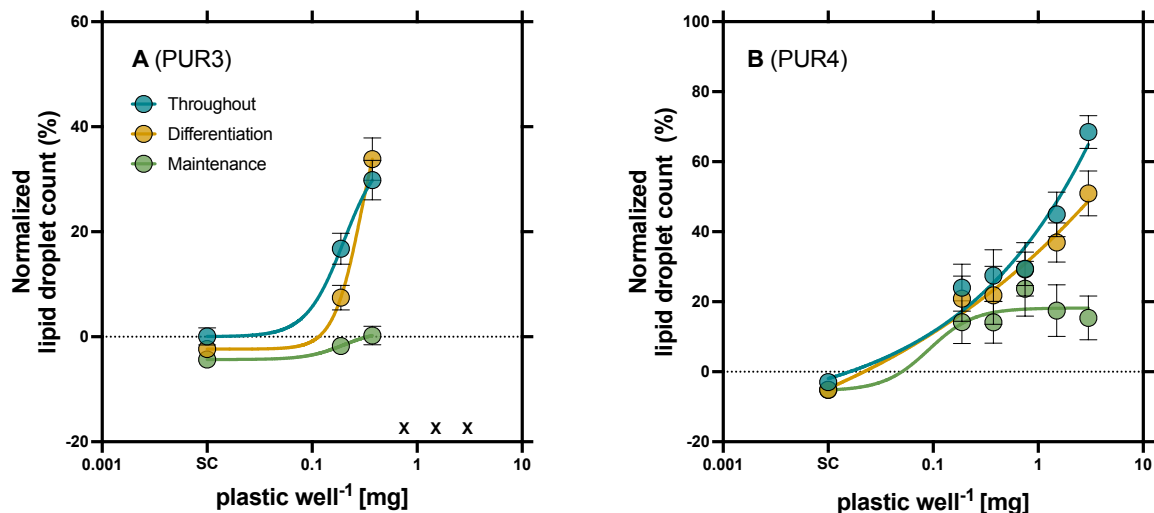 A (PUR3)
Throughout
Differentiation
Maintenance
Normalized
lipid droplet count (%)
60
40
20
0
-20
X X X
0.001 SC 0.1 1 10
plastic well-1 [mg]
B (PUR4)
Normalized
lipid droplet count (%)
100
80
60
40
20
0
-20
0.001 SC 0.1 1 10
plastic well-1 [mg]